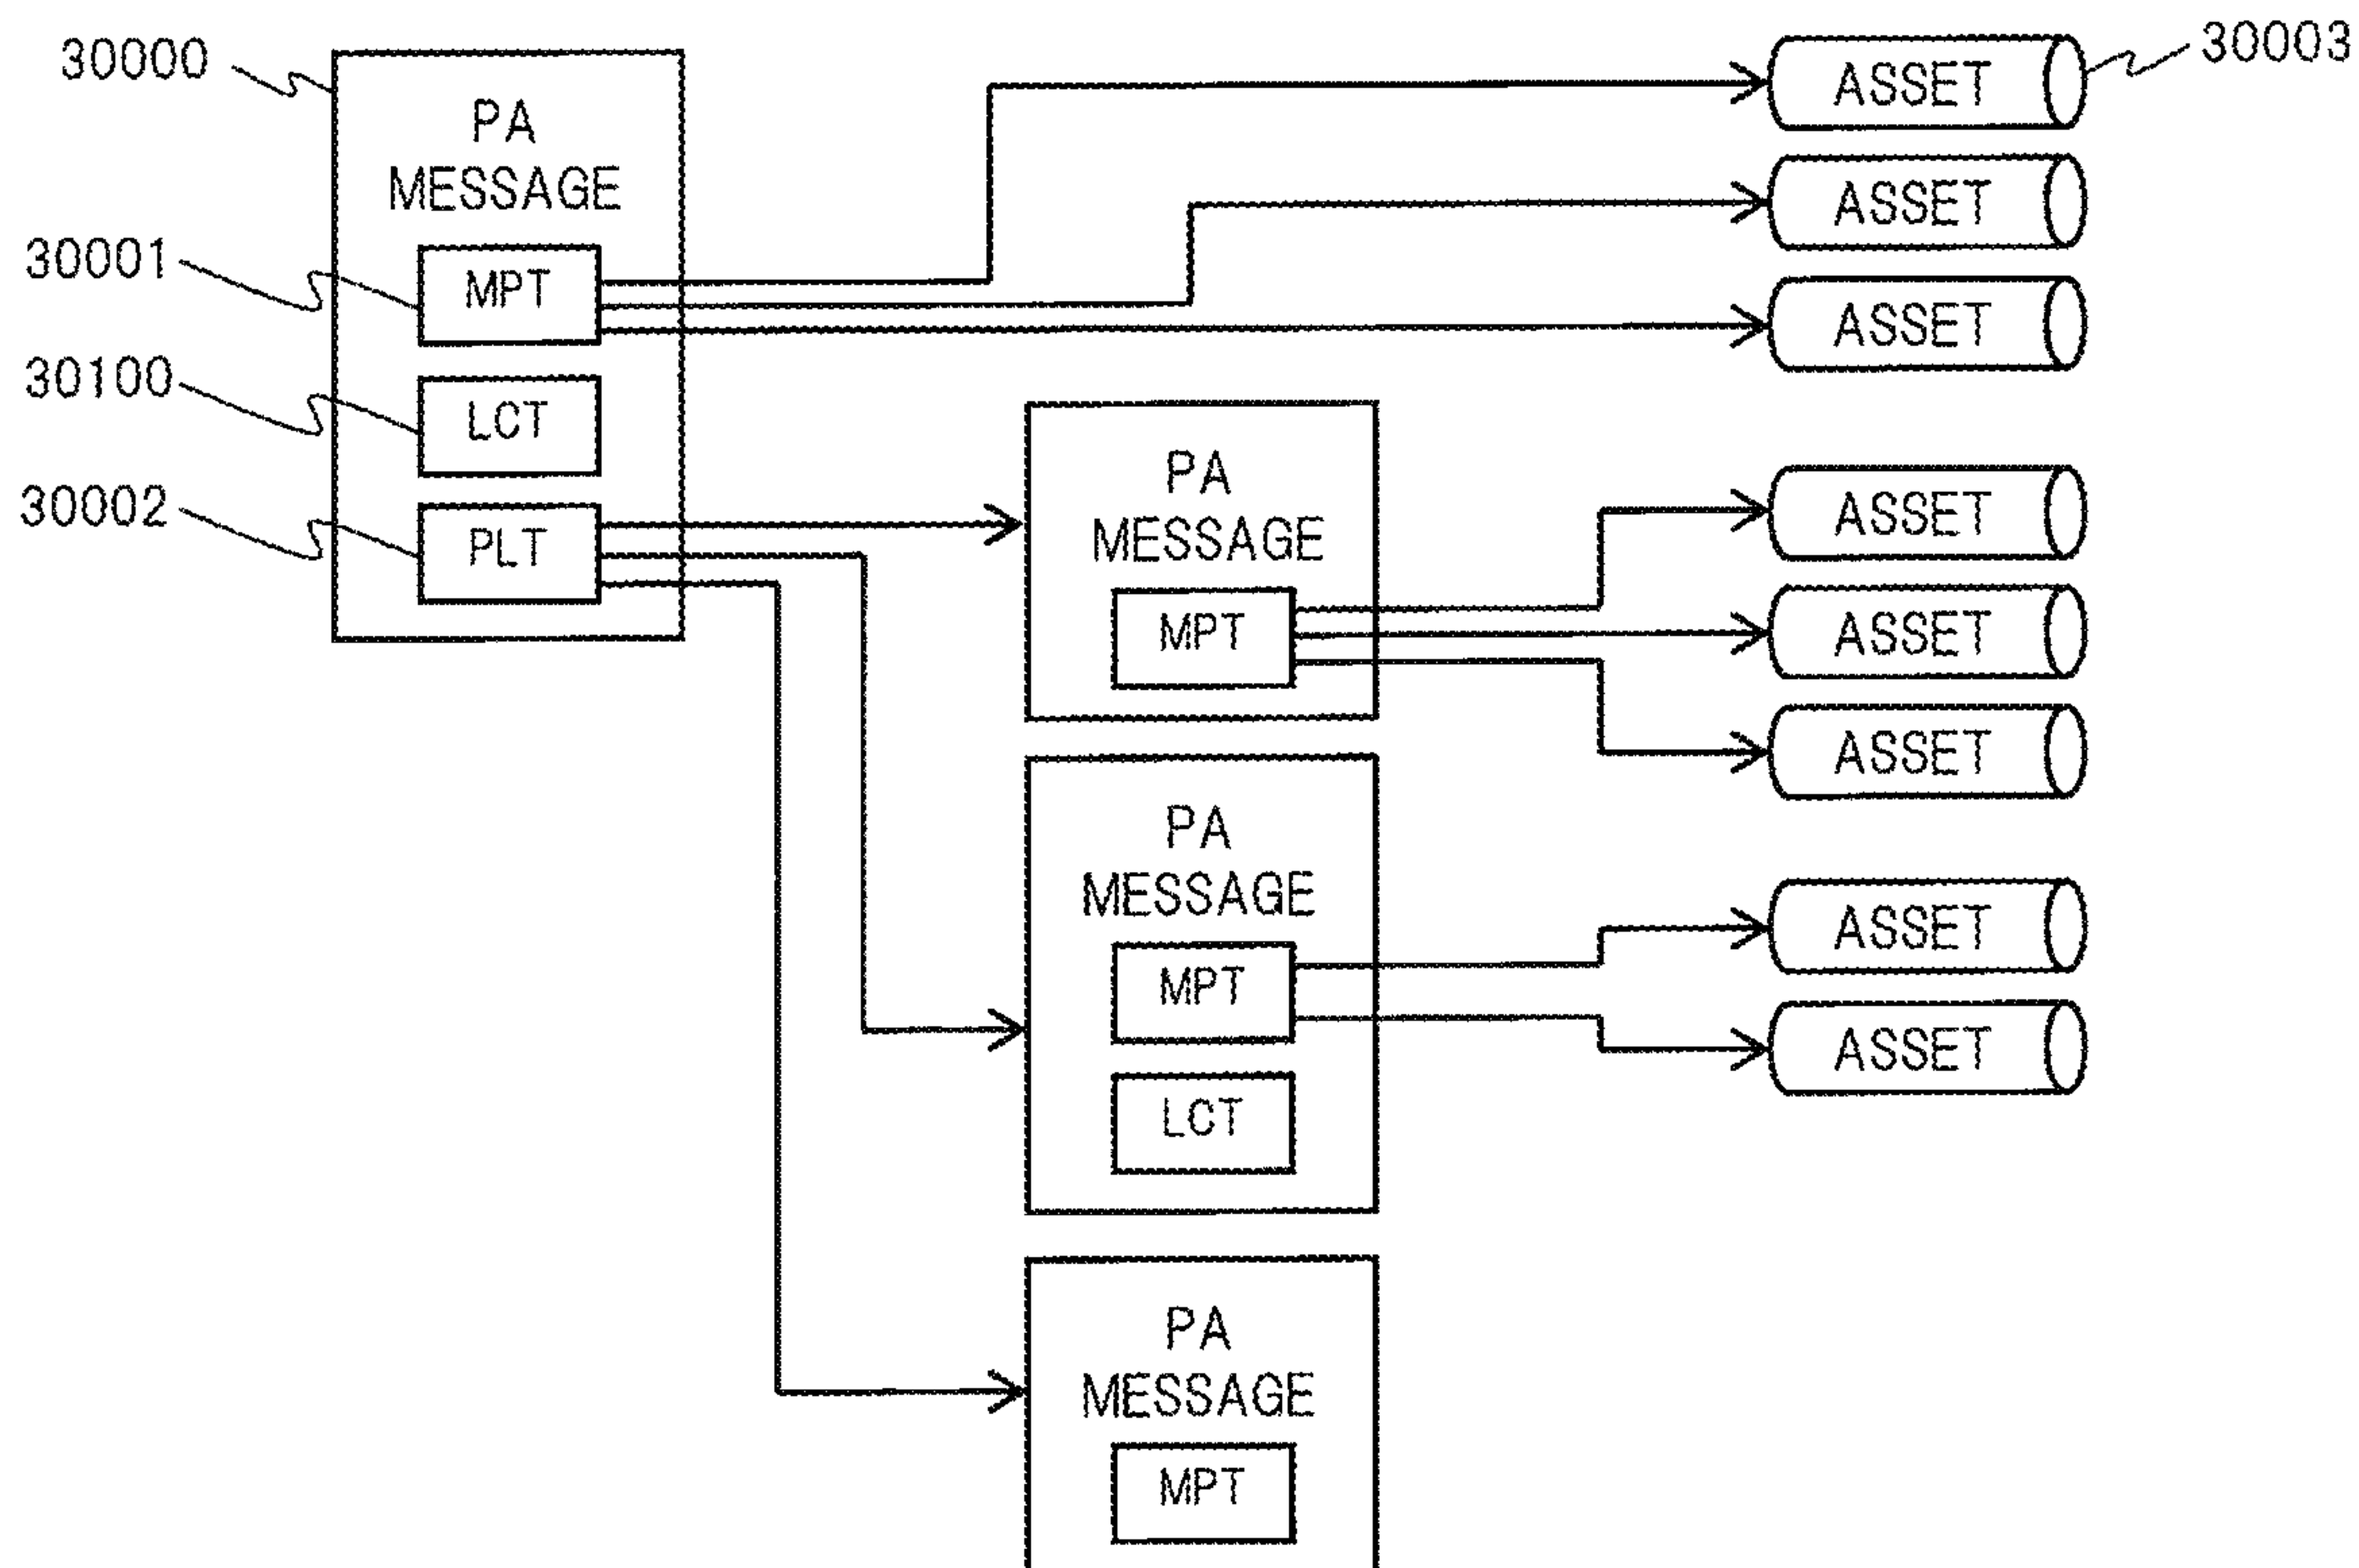 30000
PA
MESSAGE
30001
MPT
30100
LCT
30002
PLT
ASSET
30003
ASSET
ASSET
PA
MESSAGE
MPT
ASSET
ASSET
ASSET
PA
MESSAGE
MPT
LCT
ASSET
ASSET
PA
MESSAGE
MPT